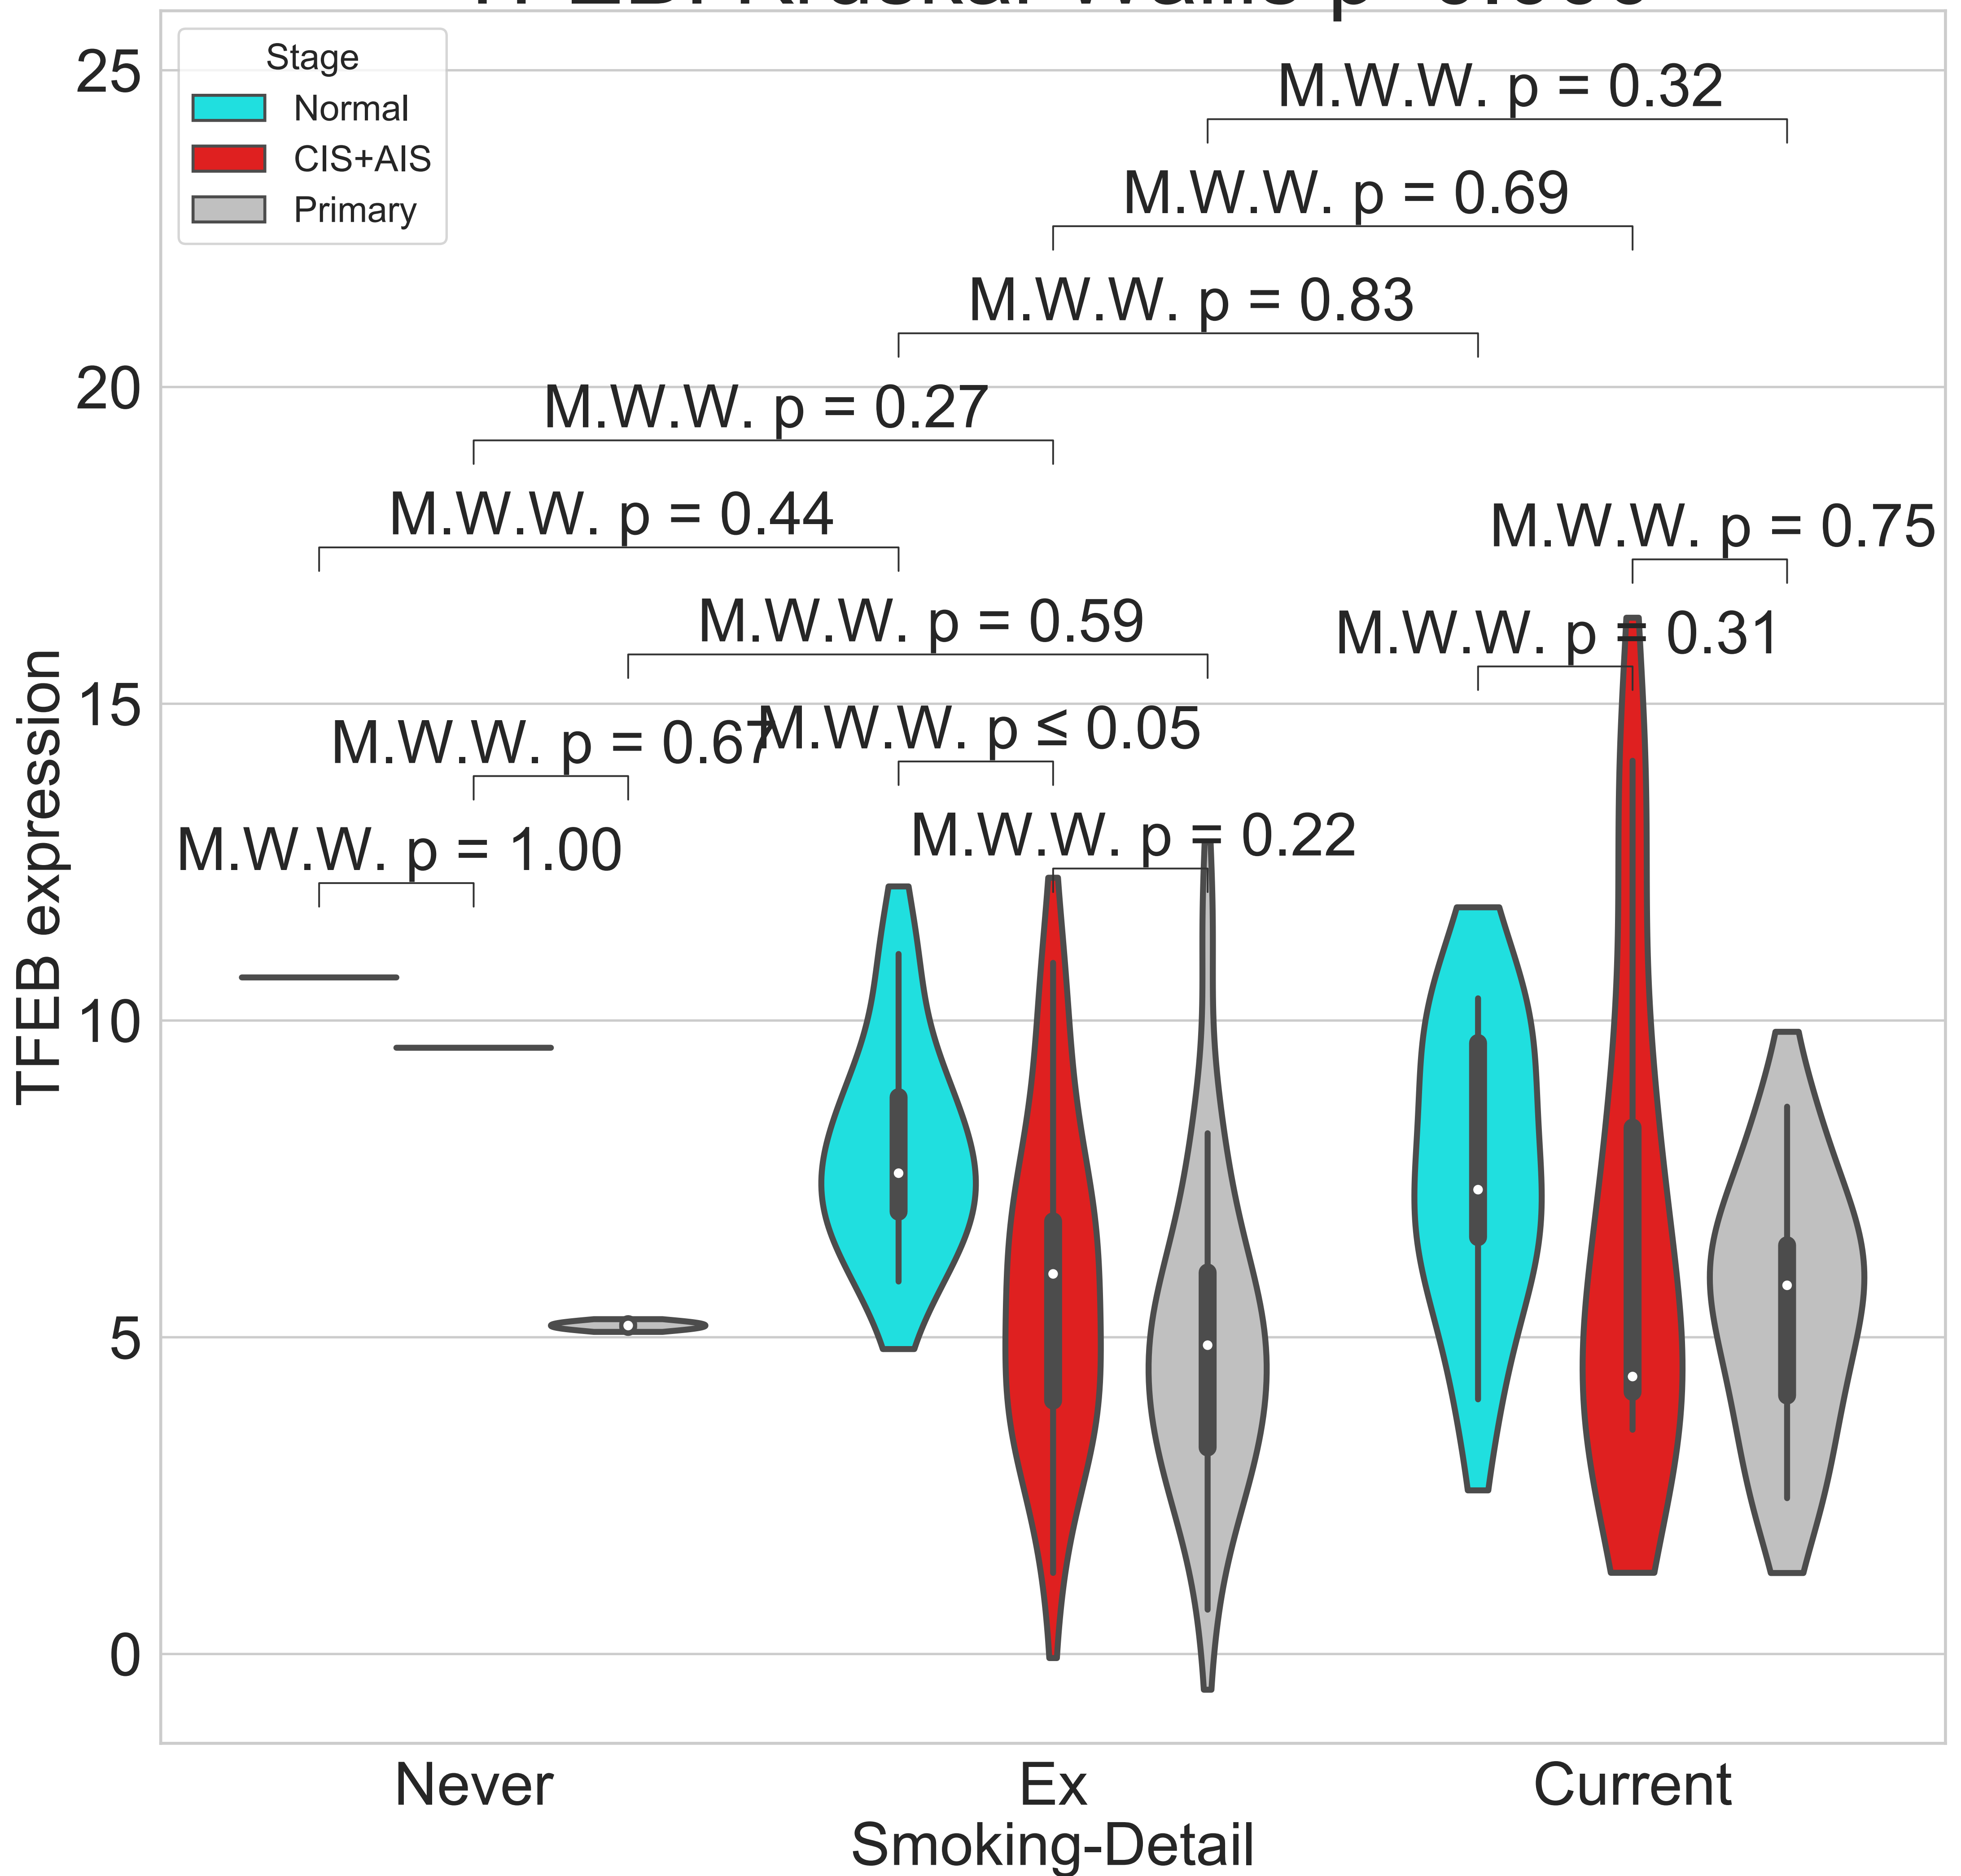 Stage
Normal
CIS+AIS
Primary
25
20
15
10
5
0
TFEB expression
M.W.W. p = 0.32
M.W.W. p = 0.69
M.W.W. p = 0.83
M.W.W. p = 0.27
M.W.W. p = 0.44
M.W.W. p = 0.75
M.W.W. p = 0.59
M.W.W. p = 0.31
M.W.W. p = 0.67
M.W.W. p ≤ 0.05
M.W.W. p = 1.00
M.W.W. p = 0.22
Never
Ex
Current
Smoking-Detail